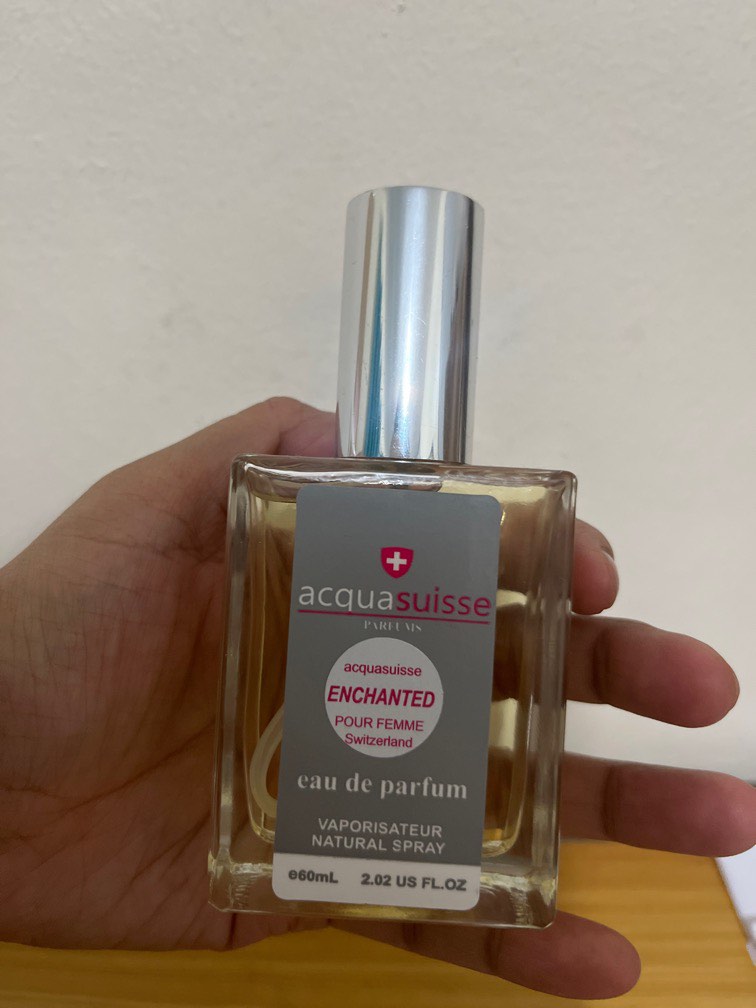 acquasuisse
PARFUMS
acquasuisse
ENCHANTED
POUR FEMME
Switzerland
eau de parfum
VAPORISATEUR
NATURAL SPRAY
e60mL 2.02 US FL.OZ